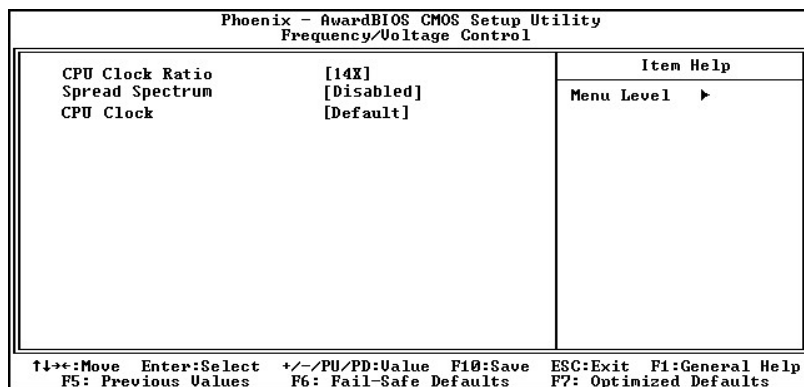 Phoenix - AwardBIOS CMOS Setup Utility
Frequency/Voltage Control
CPU Clock Ratio [14X]
Spread Spectrum [Disabled]
CPU Clock [Default]
Item Help
Menu Level ►
↑↓→←:Move Enter:Select +/-/PU/PD:Value F10:Save ESC:Exit F1:General Help
F5: Previous Values F6: Fail-Safe Defaults F7: Optimized Defaults